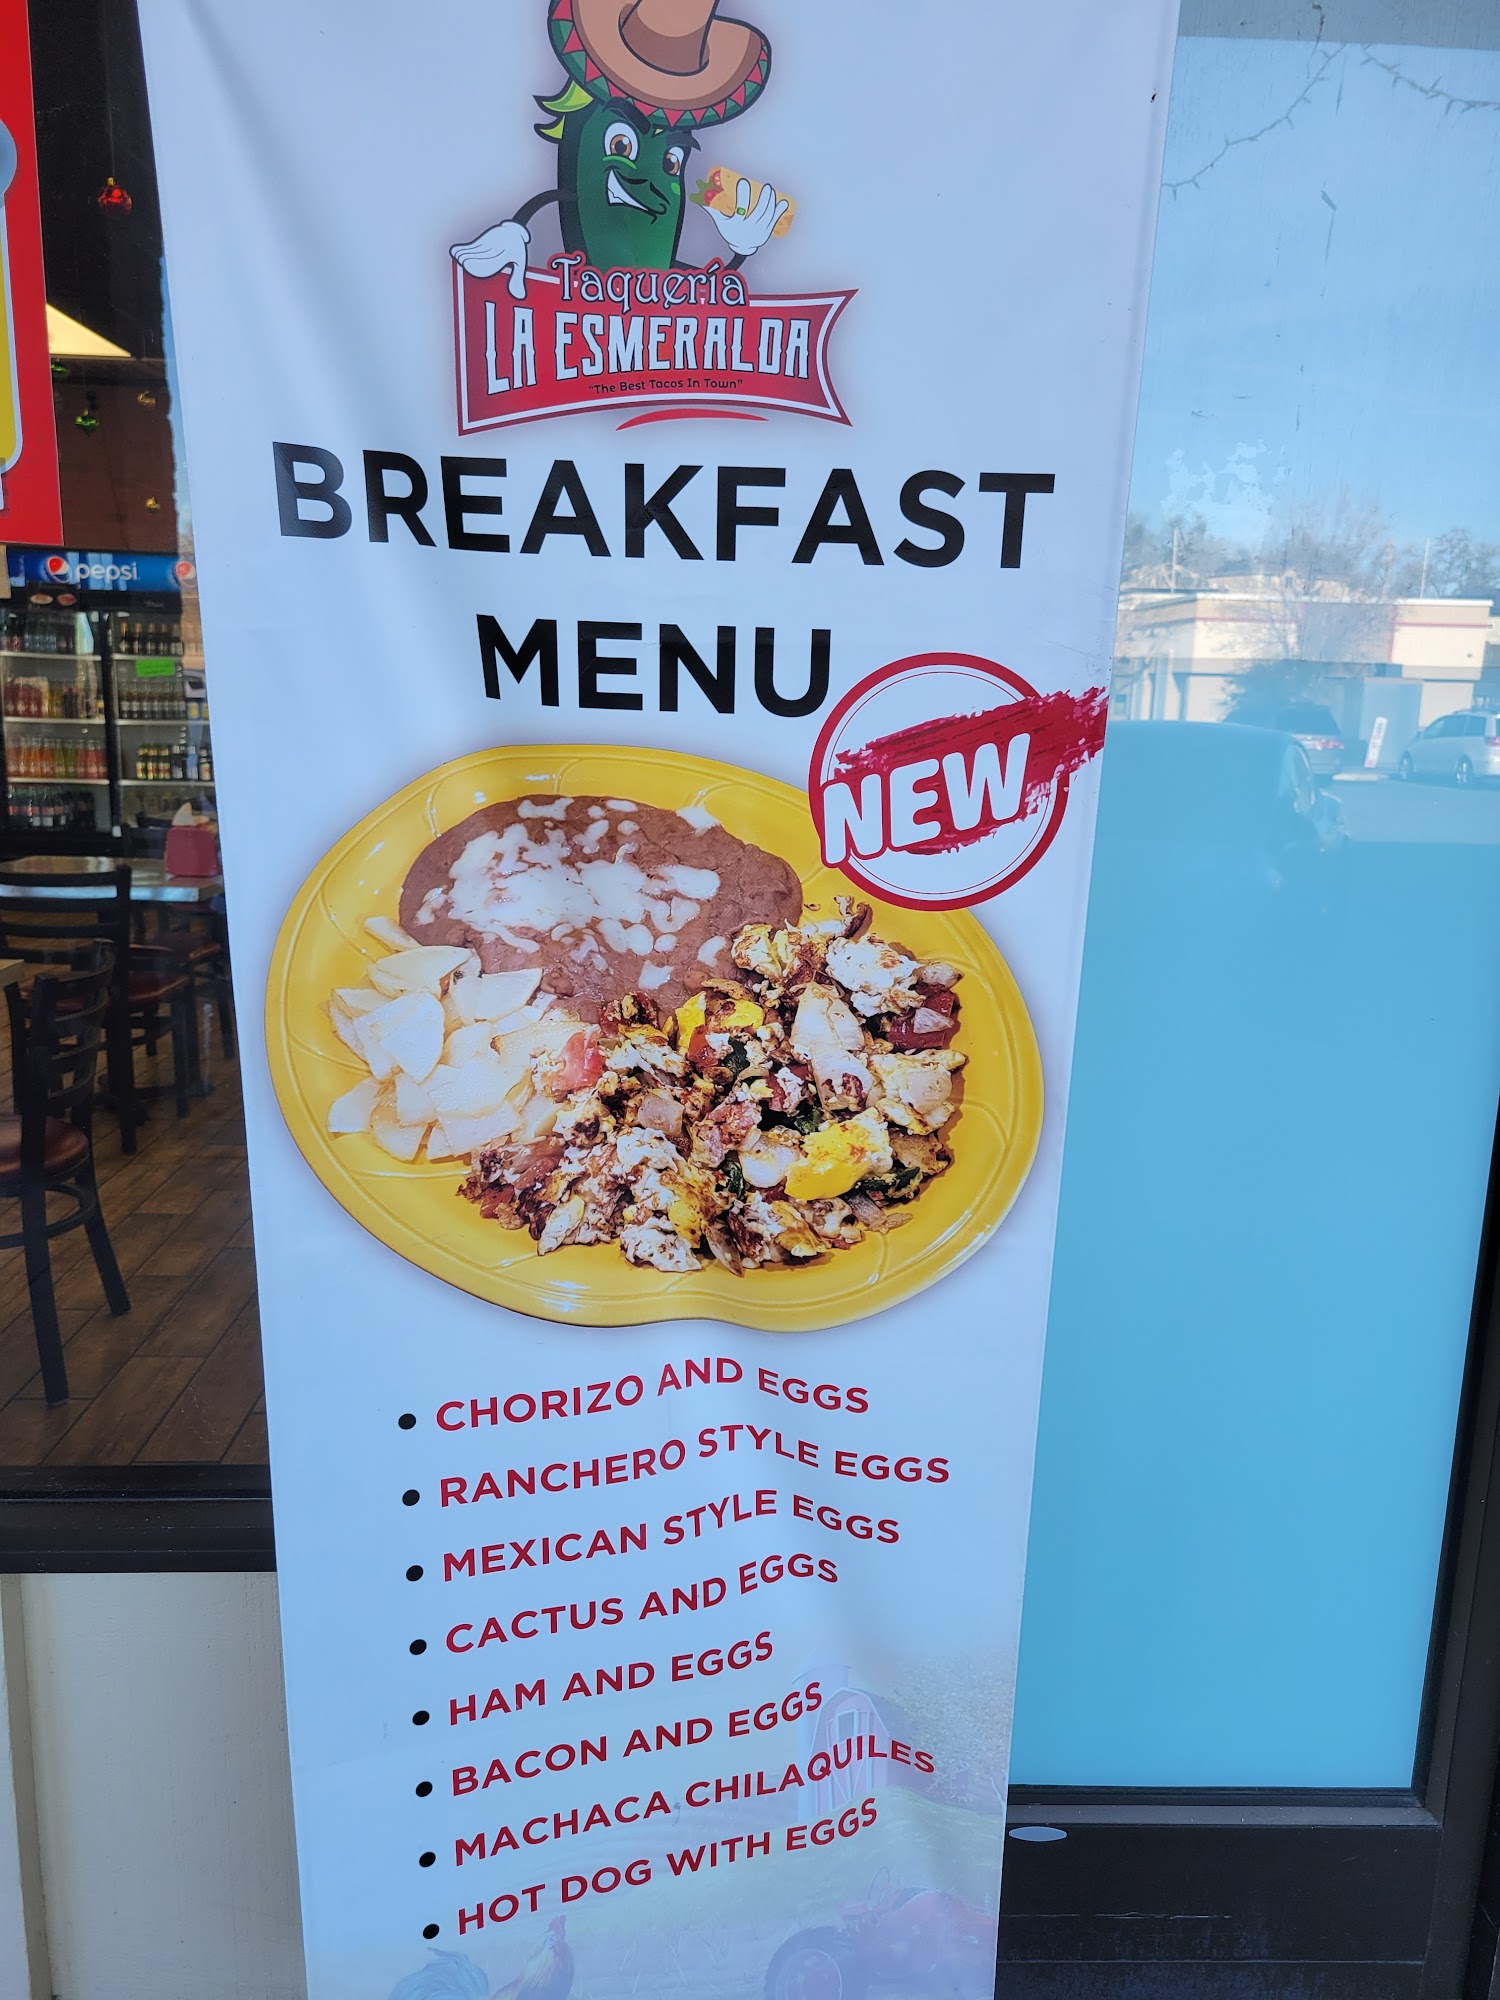 Taquería
LA ESMERALDA
"The Best Tacos In Town"
BREAKFAST
MENU
NEW
pepsi
• CHORIZO AND EGGS
• RANCHERO STYLE EGGS
• MEXICAN STYLE EGGS
• CACTUS AND EGGS
• HAM AND EGGS
• BACON AND EGGS
• MACHACA CHILAQUILES
• HOT DOG WITH EGGS